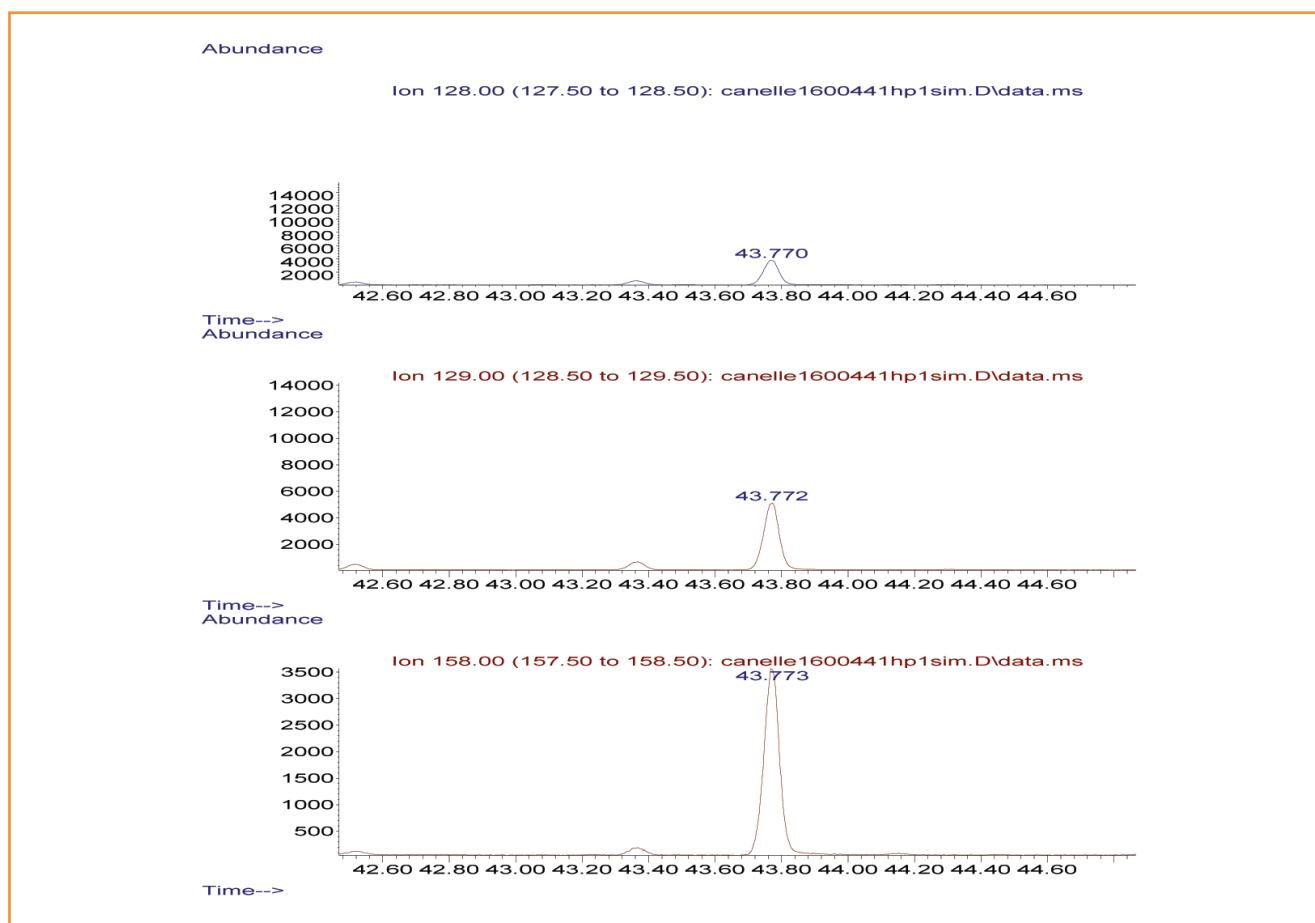 Abundance
Ion 128.00 (127.50 to 128.50): canelle1600441hp1sim.D\data.ms
14000
12000
10000
8000
6000
4000
2000
43.770
42.60 42.80 43.00 43.20 43.40 43.60 43.80 44.00 44.20 44.40 44.60
Time-->
Abundance
Ion 129.00 (128.50 to 129.50): canelle1600441hp1sim.D\data.ms
14000
12000
10000
8000
6000
43.772
4000
2000
42.60 42.80 43.00 43.20 43.40 43.60 43.80 44.00 44.20 44.40 44.60
Time-->
Abundance
Ion 158.00 (157.50 to 158.50): canelle1600441hp1sim.D\data.ms
3500
43.773
3000
2500
2000
1500
1000
500
42.60 42.80 43.00 43.20 43.40 43.60 43.80 44.00 44.20 44.40 44.60
Time-->